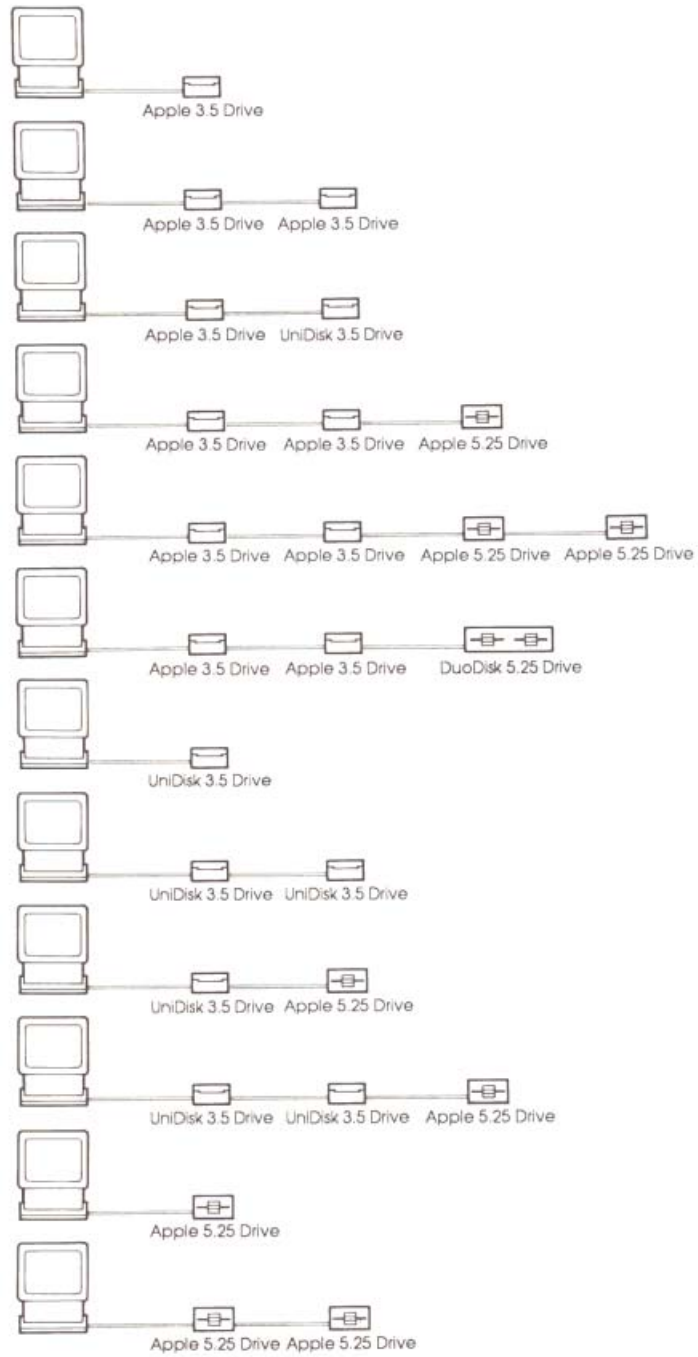 Apple 3.5 Drive
Apple 3.5 Drive Apple 3.5 Drive
Apple 3.5 Drive UniDisk 3.5 Drive
Apple 3.5 Drive Apple 3.5 Drive Apple 5.25 Drive
Apple 3.5 Drive Apple 3.5 Drive Apple 5.25 Drive Apple 5.25 Drive
Apple 3.5 Drive Apple 3.5 Drive DuoDisk 5.25 Drive
UniDisk 3.5 Drive
UniDisk 3.5 Drive UniDisk 3.5 Drive
UniDisk 3.5 Drive Apple 5.25 Drive
UniDisk 3.5 Drive UniDisk 3.5 Drive Apple 5.25 Drive
Apple 5.25 Drive
Apple 5.25 Drive Apple 5.25 Drive